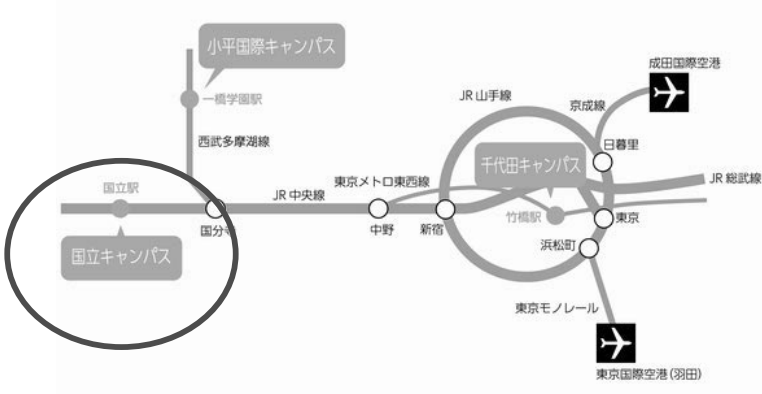 小平国際キャンパス
成田国際空港
一橋学園駅
JR 山手線
京成線
西武多摩湖線
日暮里
千代田キャンパス
国立駅
JR 中央線
東京メトロ東西線
JR 総武線
国分寺
中野
新宿
竹橋駅
東京
国立キャンパス
浜松町
東京モノレール
東京国際空港(羽田)